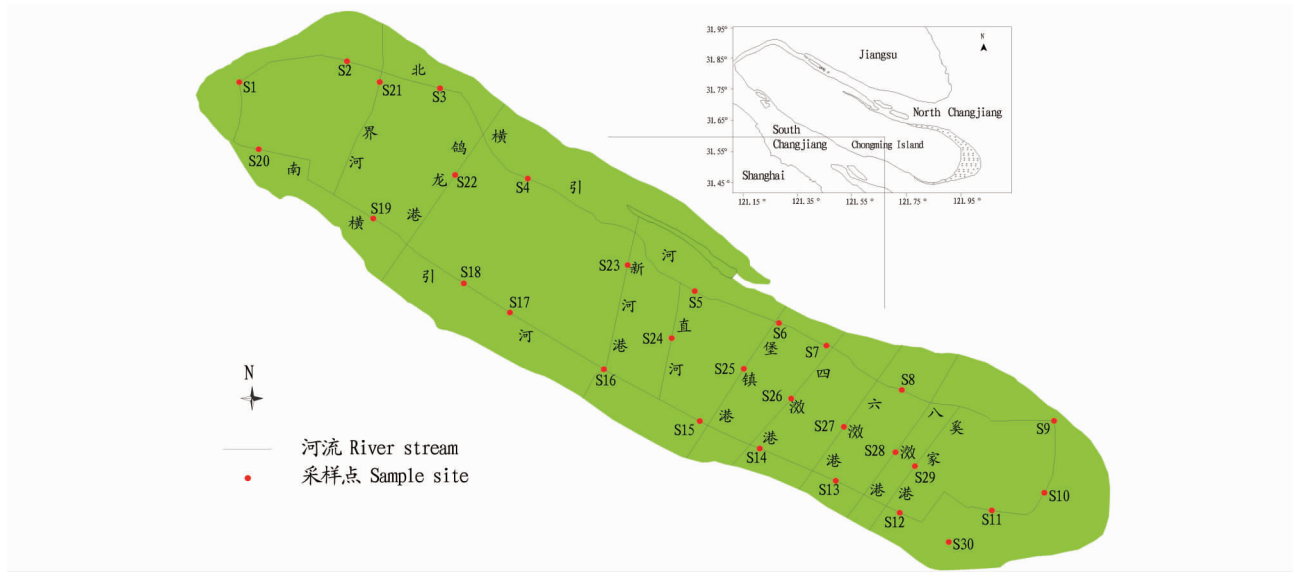 S1
S2
北
S21
S3
界
河
鸽
横
龙
S22
S4
引
S20
南
S19
横
港
引
S18
S17
河
S23
新
河
河
港
S5
S24
直
河
S16
S6
堡
S7
S25
镇
四
S26
滧
港
S15
港
S14
S8
六
八
奚
S9
S27
滧
S28
滧
家
S29
港
S13
港
港
S12
S10
S11
S30
N
河流 River stream
采样点 Sample site
31.95°
31.85°
31.75°
31.65°
31.55°
31.45°
121.15°
121.35°
121.55°
121.75°
121.95°
N
Jiangsu
North Changjiang
South
Changjiang
Chongming Island
Shanghai